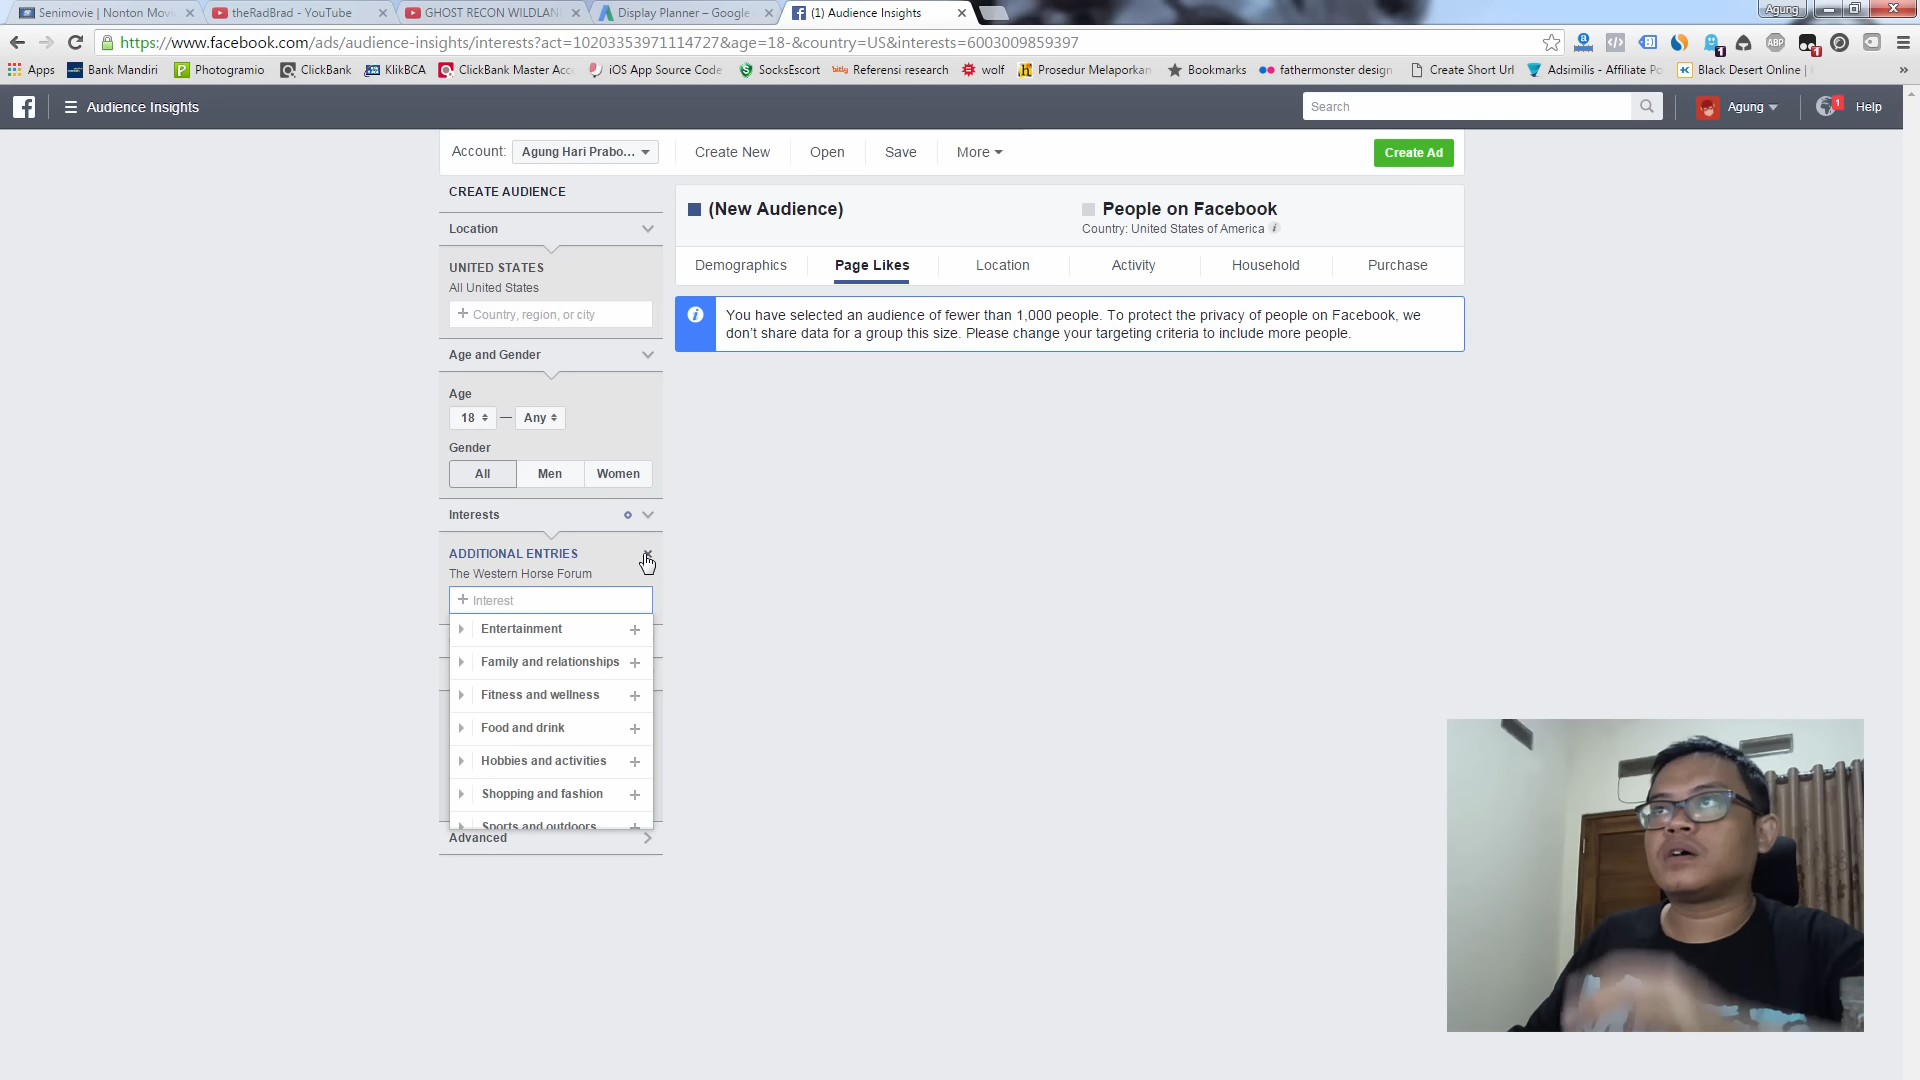 Senimovie | Nonton Movi
theRadBrad - YouTube
GHOST RECON WILDLAN
Display Planner – Google
(1) Audience Insights
Agung
https://www.facebook.com/ads/audience-insights/interests?act=10203353971114727&age=18-&country=US&interests=6003009859397
Apps
Bank Mandiri
Photogramio
ClickBank
KlikBCA
ClickBank Master Acc
iOS App Source Code
SocksEscort
bitly Referensi research
wolf
Prosedur Melaporkan
Bookmarks
fathermonster design
Create Short Url
Adsimilis - Affiliate Po
Black Desert Online |
Audience Insights
Search
Agung
1
Help
Account:
Agung Hari Prabo...
Create New
Open
Save
More
Create Ad
CREATE AUDIENCE
Location
UNITED STATES
All United States
+ Country, region, or city
Age and Gender
Age
18 — Any
Gender
All
Men
Women
Interests
ADDITIONAL ENTRIES
The Western Horse Forum
+ Interest
Entertainment +
Family and relationships +
Fitness and wellness +
Food and drink +
Hobbies and activities +
Shopping and fashion +
Sports and outdoors +
Advanced
(New Audience)
People on Facebook
Country: United States of America
Demographics
Page Likes
Location
Activity
Household
Purchase
You have selected an audience of fewer than 1,000 people. To protect the privacy of people on Facebook, we
don't share data for a group this size. Please change your targeting criteria to include more people.